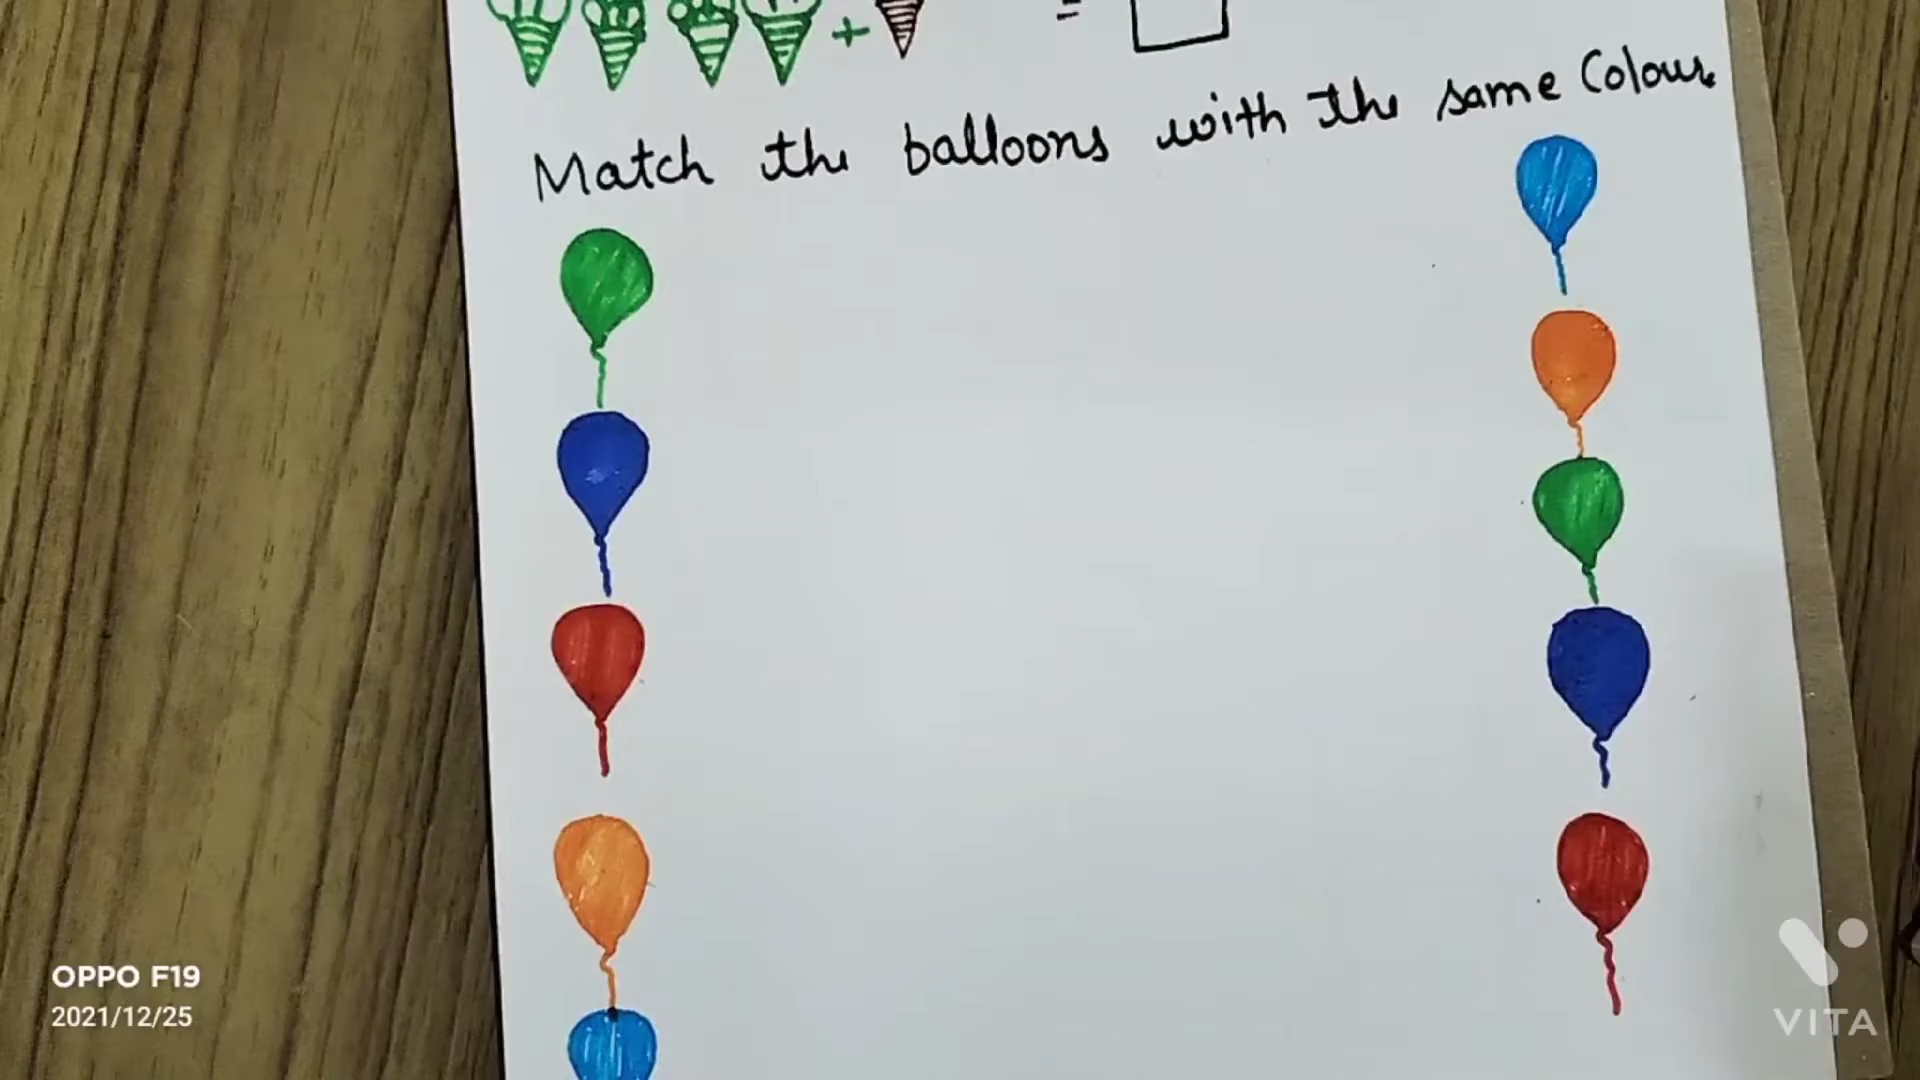 + =
Match the balloons with the same Colour.
OPPO F19
2021/12/25
VITA